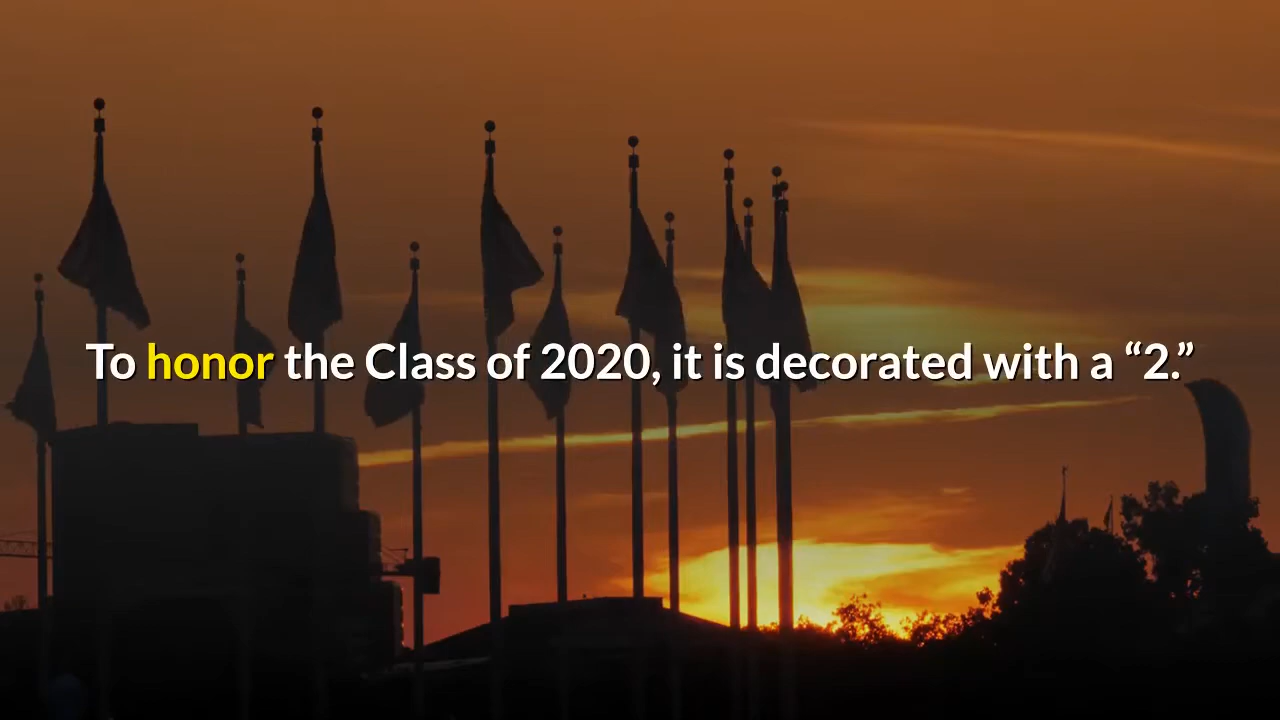 To honor the Class of 2020, it is decorated with a “2.”